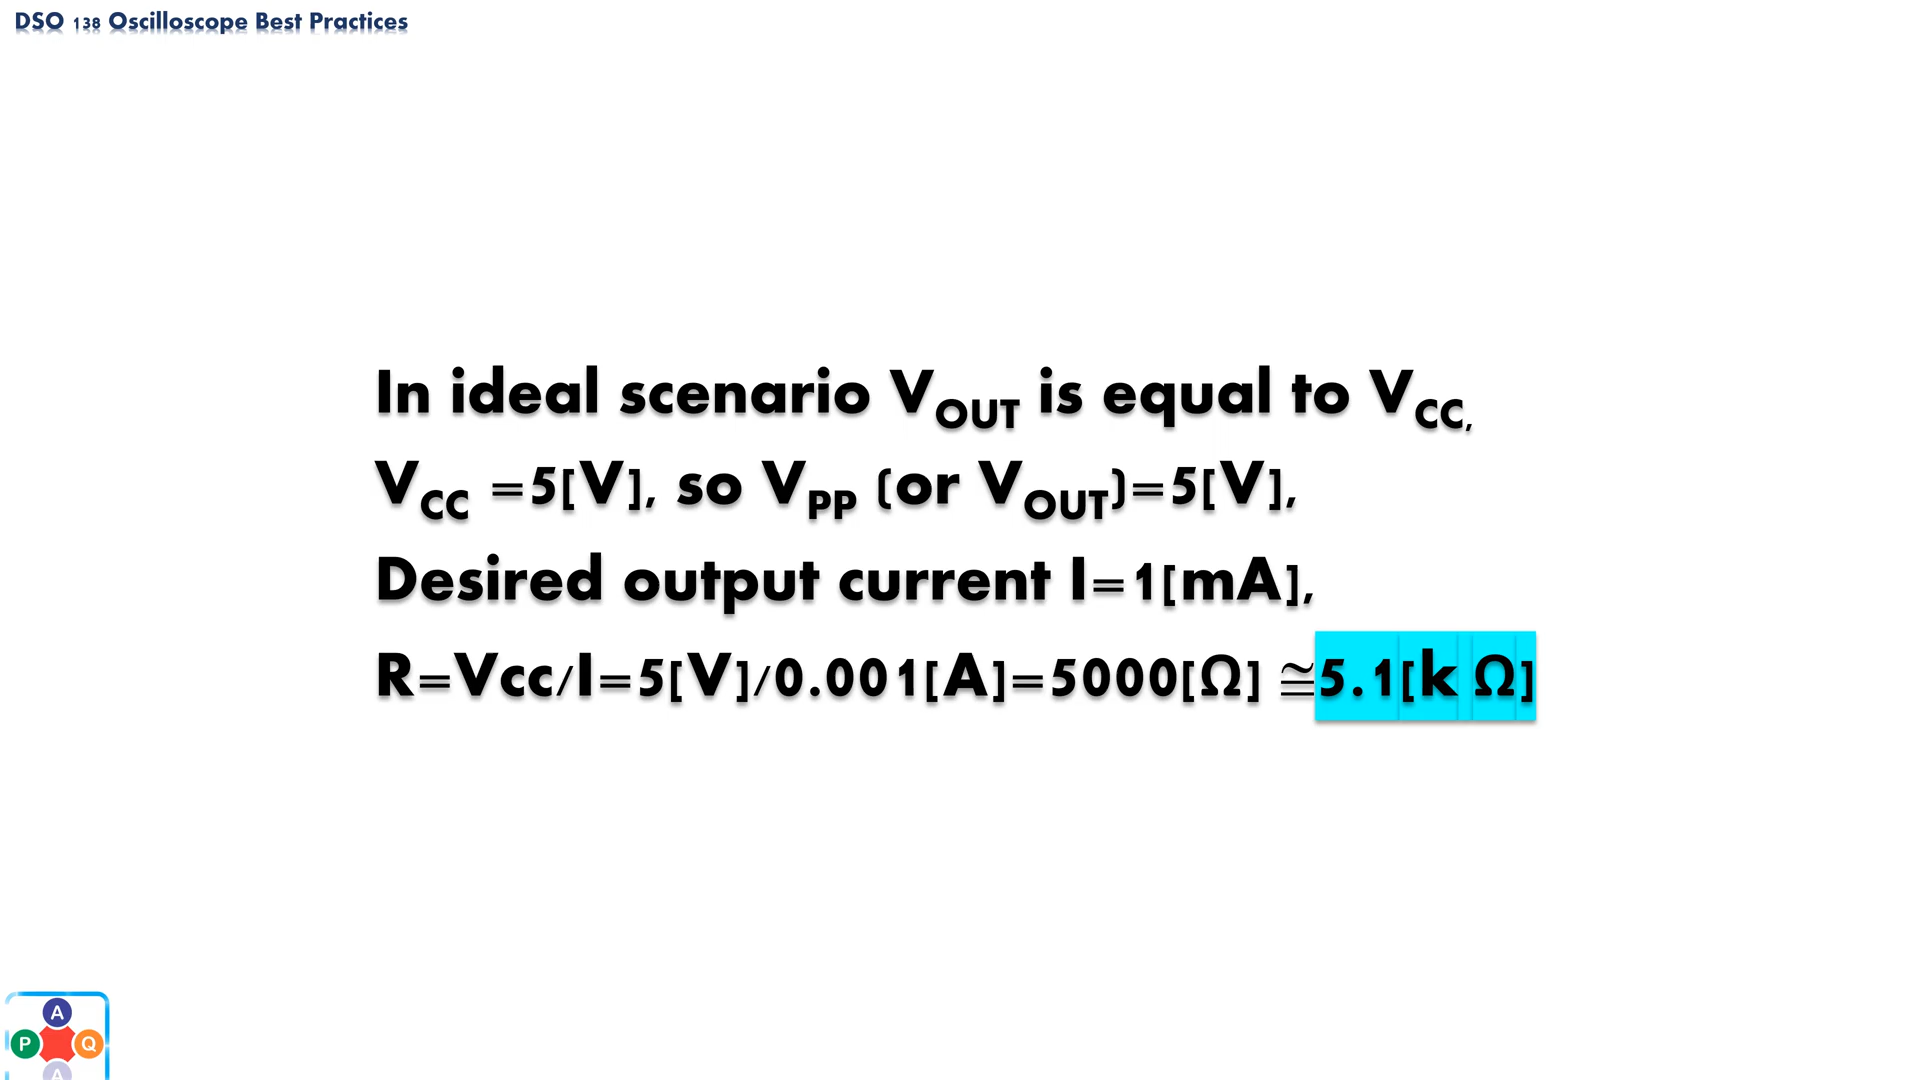 DSO 138 Oscilloscope Best Practices
In ideal scenario VOUT is equal to VCC,
VCC =5[V], so VPP (or VOUT)=5[V],
Desired output current I=1[mA],
R=Vcc/I=5[V]/0.001[A]=5000[Ω] ≅5.1[k Ω]
A
P Q
A